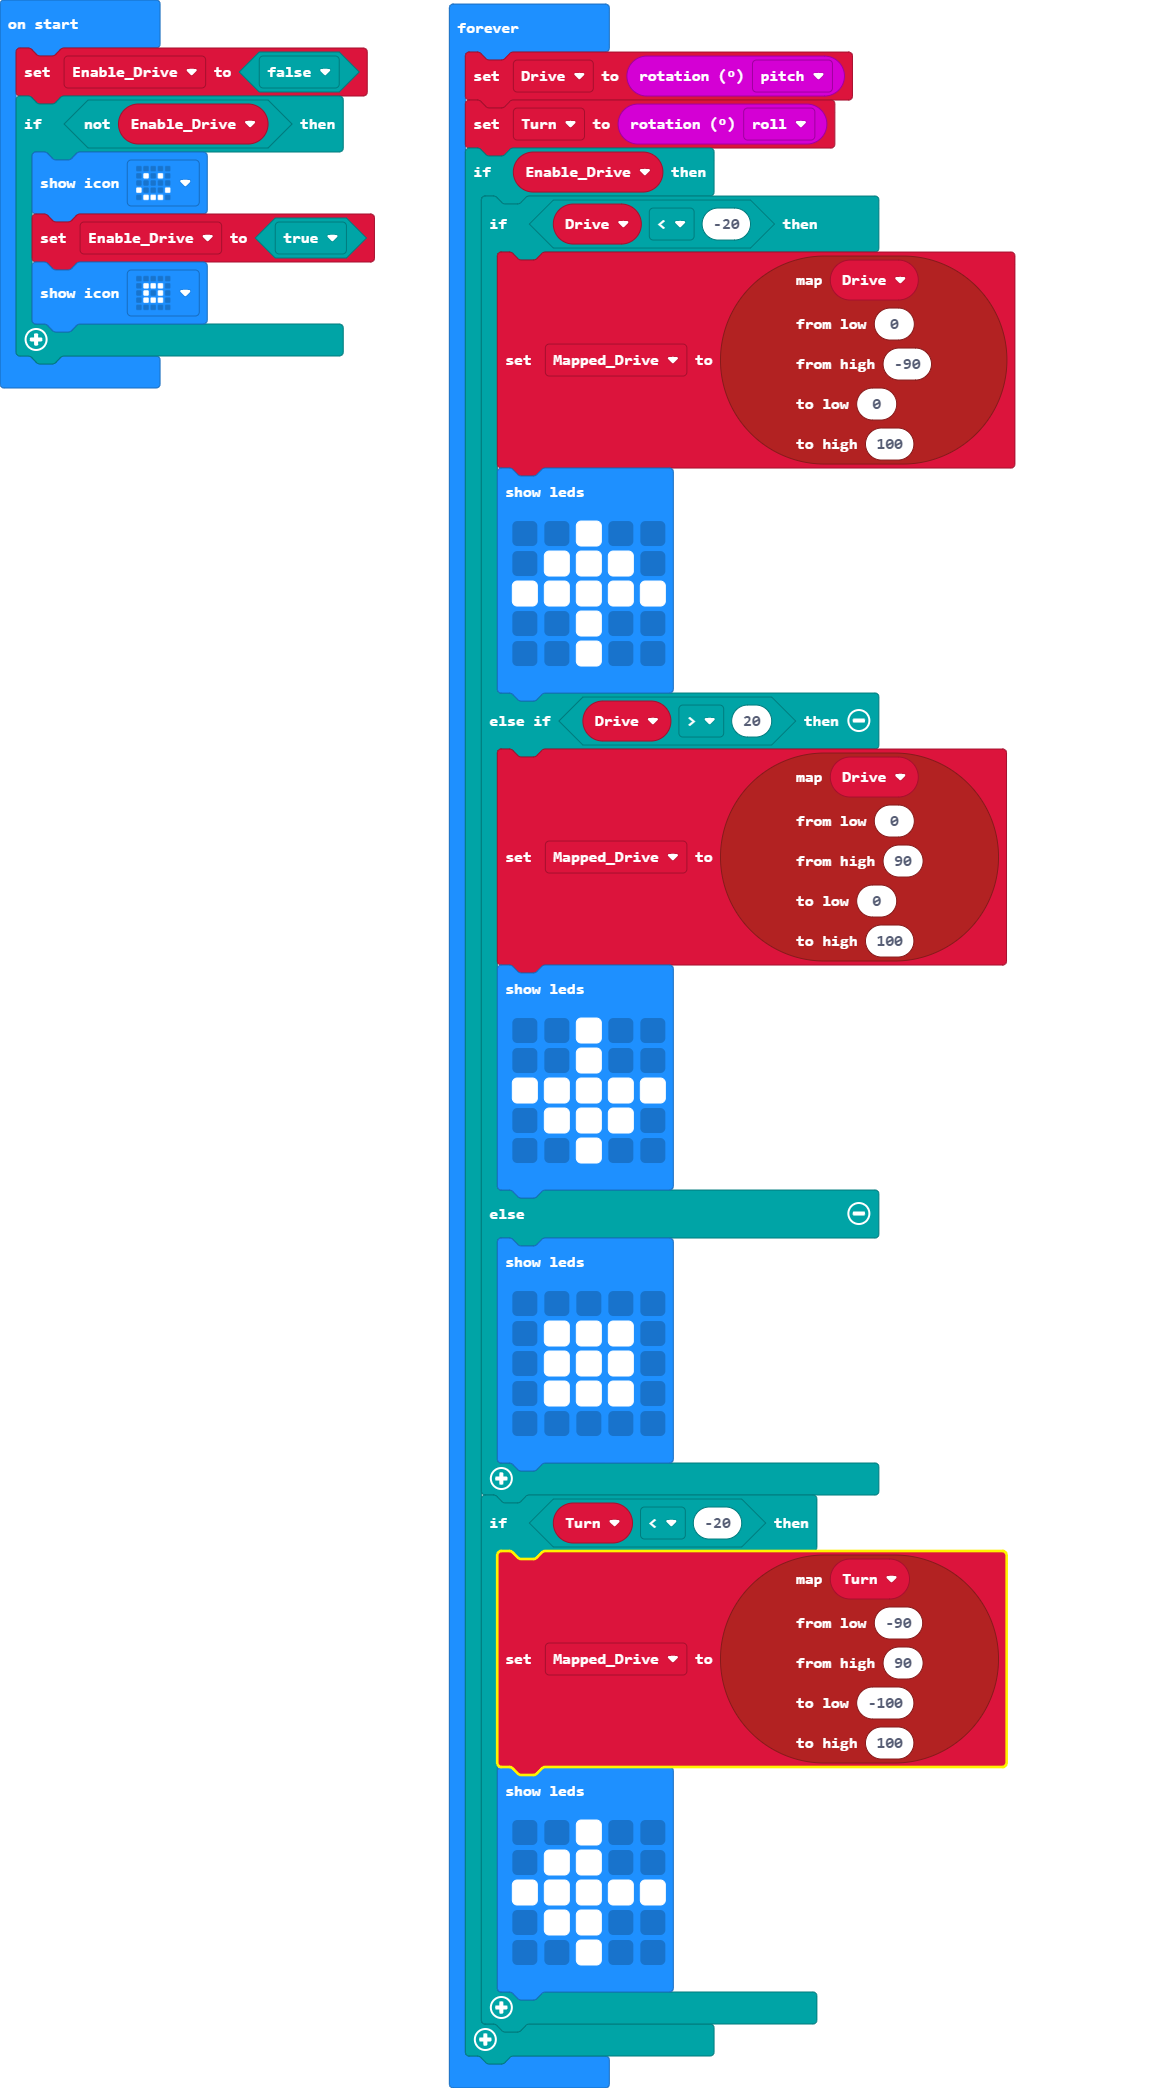 on start
set Enable_Drive to false
if not Enable_Drive then
show icon
set Enable_Drive to true
show icon
forever
set Drive to rotation (º) pitch
set Turn to rotation (º) roll
if Enable_Drive then
if Drive < -20 then
set Mapped_Drive to
map Drive
from low 0
from high -90
to low 0
to high 100
show leds
else if Drive > 20 then
set Mapped_Drive to
map Drive
from low 0
from high 90
to low 0
to high 100
show leds
else
show leds
if Turn < -20 then
set Mapped_Drive to
map Turn
from low -90
from high 90
to low -100
to high 100
show leds